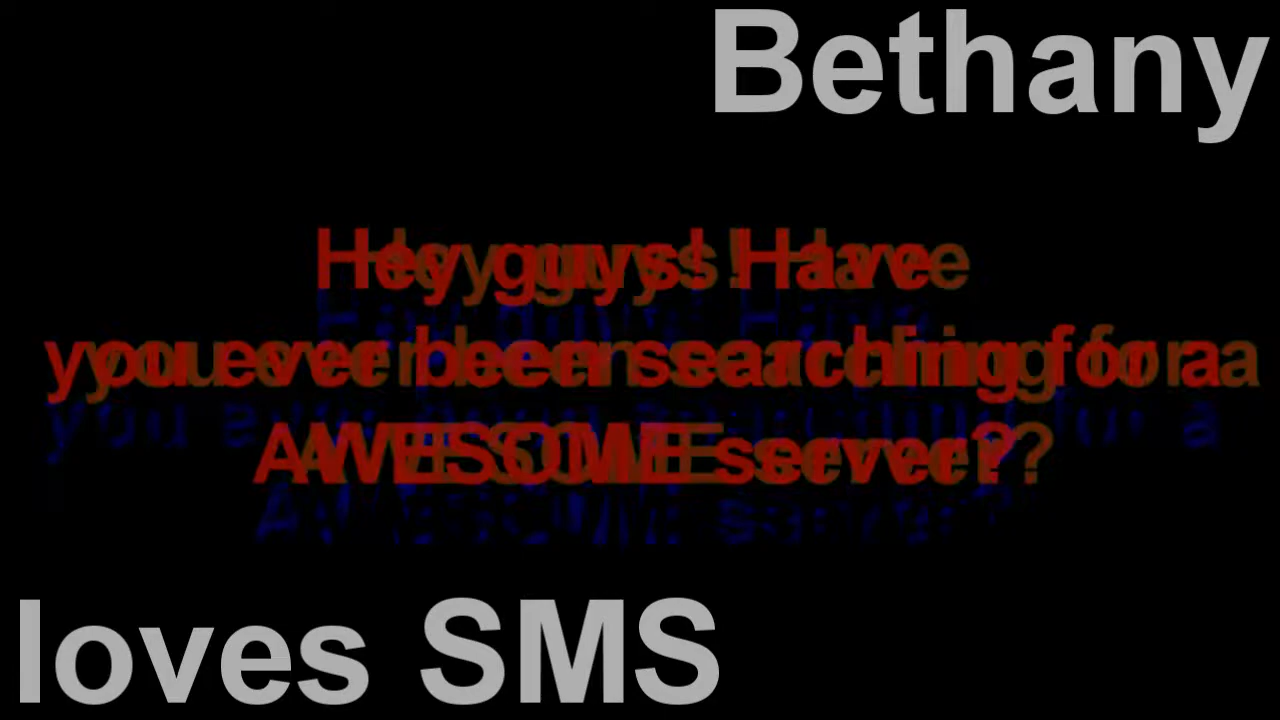 Bethany
Hey guys! Have
you ever been searching for a
AWESOME server?
loves SMS